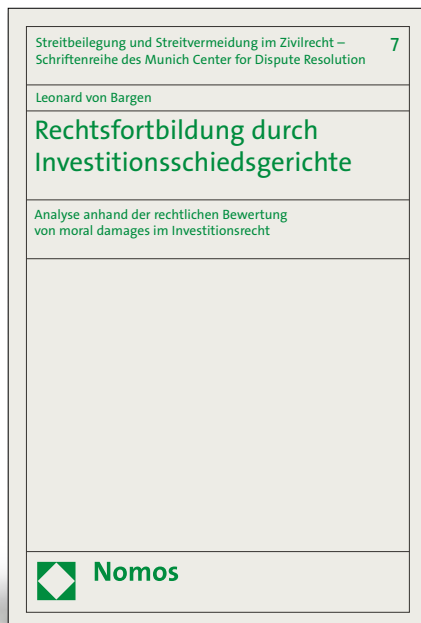 Streitbeilegung und Streitvermeidung im Zivilrecht – 7
Schriftenreihe des Munich Center for Dispute Resolution
Leonard von Bargen
Rechtsfortbildung durch
Investitionsschiedsgerichte
Analyse anhand der rechtlichen Bewertung
von moral damages im Investitionsrecht
Nomos